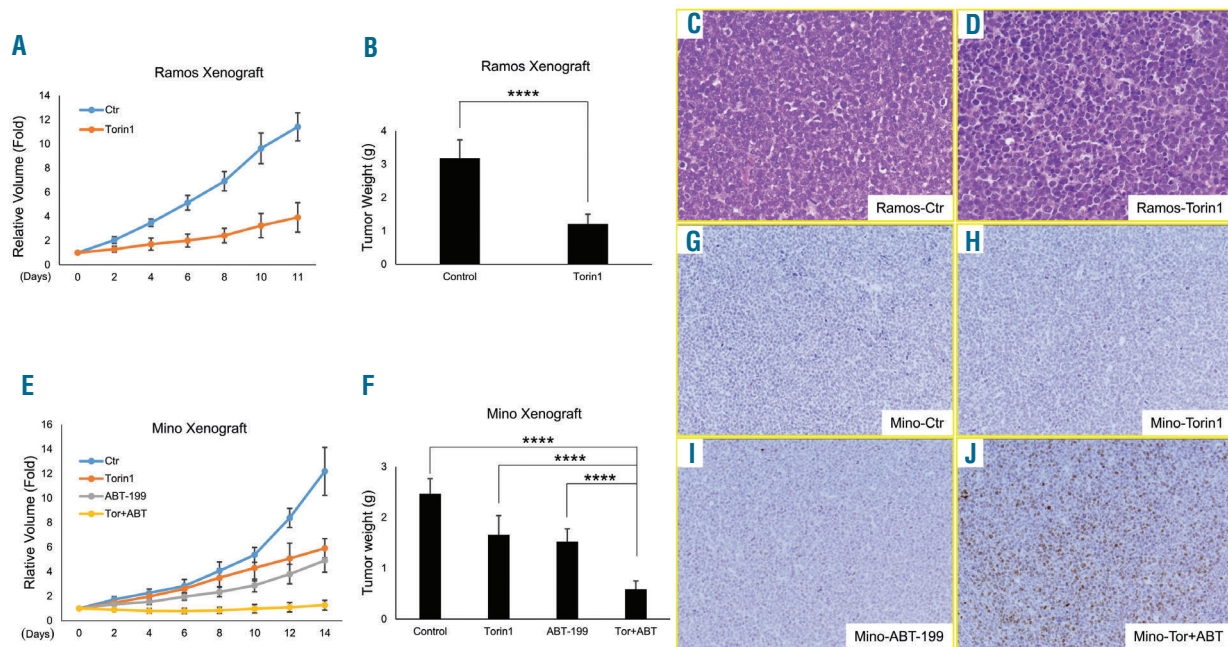 A
Ramos Xenograft
Relative Volume (Fold)
14
12
10
8
6
4
2
0
Ctr
Torin1
(Days)
0 2 4 6 8 10 11
B
Ramos Xenograft
****
Tumor Weight (g)
4
3
2
1
0
Control Torin1
C
Ramos-Ctr
D
Ramos-Torin1
E
Mino Xenograft
Rlative Volume (Fold)
16
14
12
10
8
6
4
2
0
Ctr
Torin1
ABT-199
Tor+ABT
(Days)
0 2 4 6 8 10 12 14
F
Mino Xenograft
****
****
****
Tumor weight (g)
3
2
1
0
Control Torin1 ABT-199 Tor+ABT
G
Mino-Ctr
H
Mino-Torin1
I
Mino-ABT-199
J
Mino-Tor+ABT